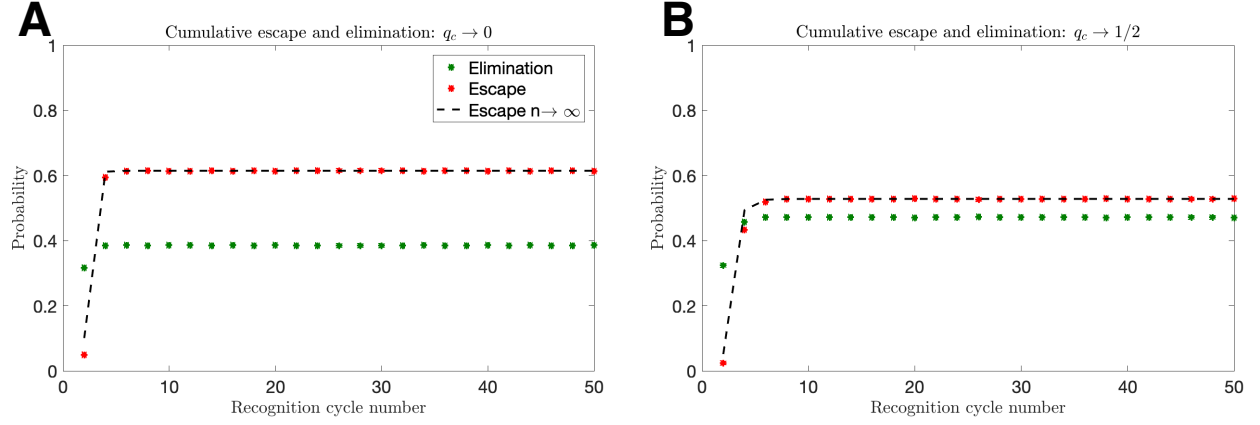 A
Cumulative escape and elimination: q_c → 0
1
0.8
0.6
0.4
0.2
0
Probability
Elimination
Escape
Escape n→ ∞
0 10 20 30 40 50
Recognition cycle number
B
Cumulative escape and elimination: q_c → 1/2
1
0.8
0.6
0.4
0.2
0
Probability
0 10 20 30 40 50
Recognition cycle number